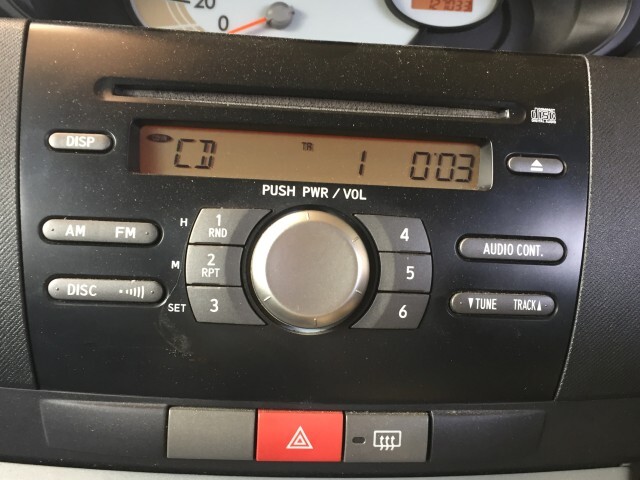 20
0
127033
DISP
CD TR 1 0:03
PUSH PWR / VOL
H 1 RND
4
AM FM
M 2 RPT
5
AUDIO CONT.
DISC
SET 3
6
▼TUNE TRACK▲